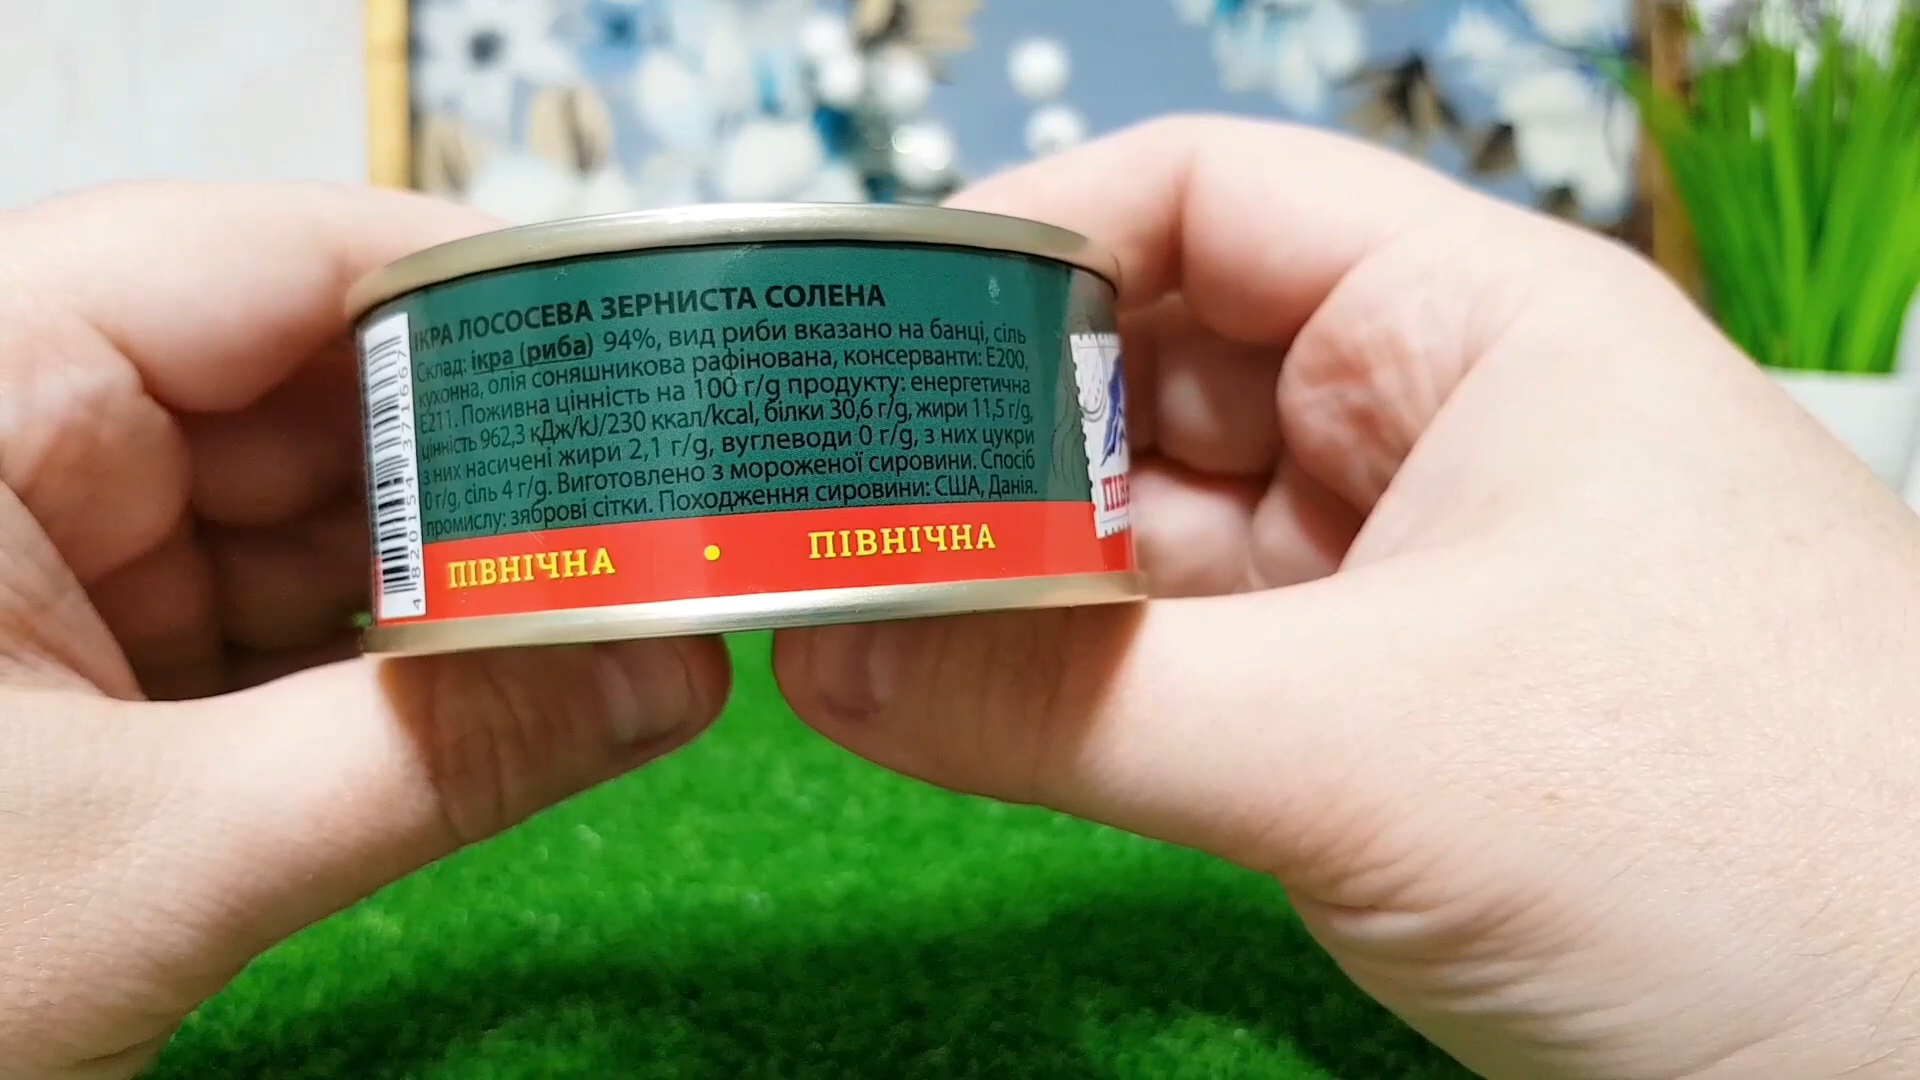 ІКРА ЛОСОСЕВА ЗЕРНИСТА СОЛЕНА
Склад: ікра (риба) 94%, вид риби вказано на банці, сіль
кухонна, олія соняшникова рафінована, консерванти: Е200,
Е211. Поживна цінність на 100 г/g продукту: енергетична
цінність 962,3 кДж/kJ/230 ккал/kcal, білки 30,6 г/g, жири 11,5 г/g,
з них насичені жири 2,1 г/g, вуглеводи 0 г/g, з них цукри
0 г/g, сіль 4 г/g. Виготовлено з мороженої сировини. Спосіб
промислу: зяброві сітки. Походження сировини: США, Данія.
ПІВНІЧНА • ПІВНІЧНА
4 820154 371667